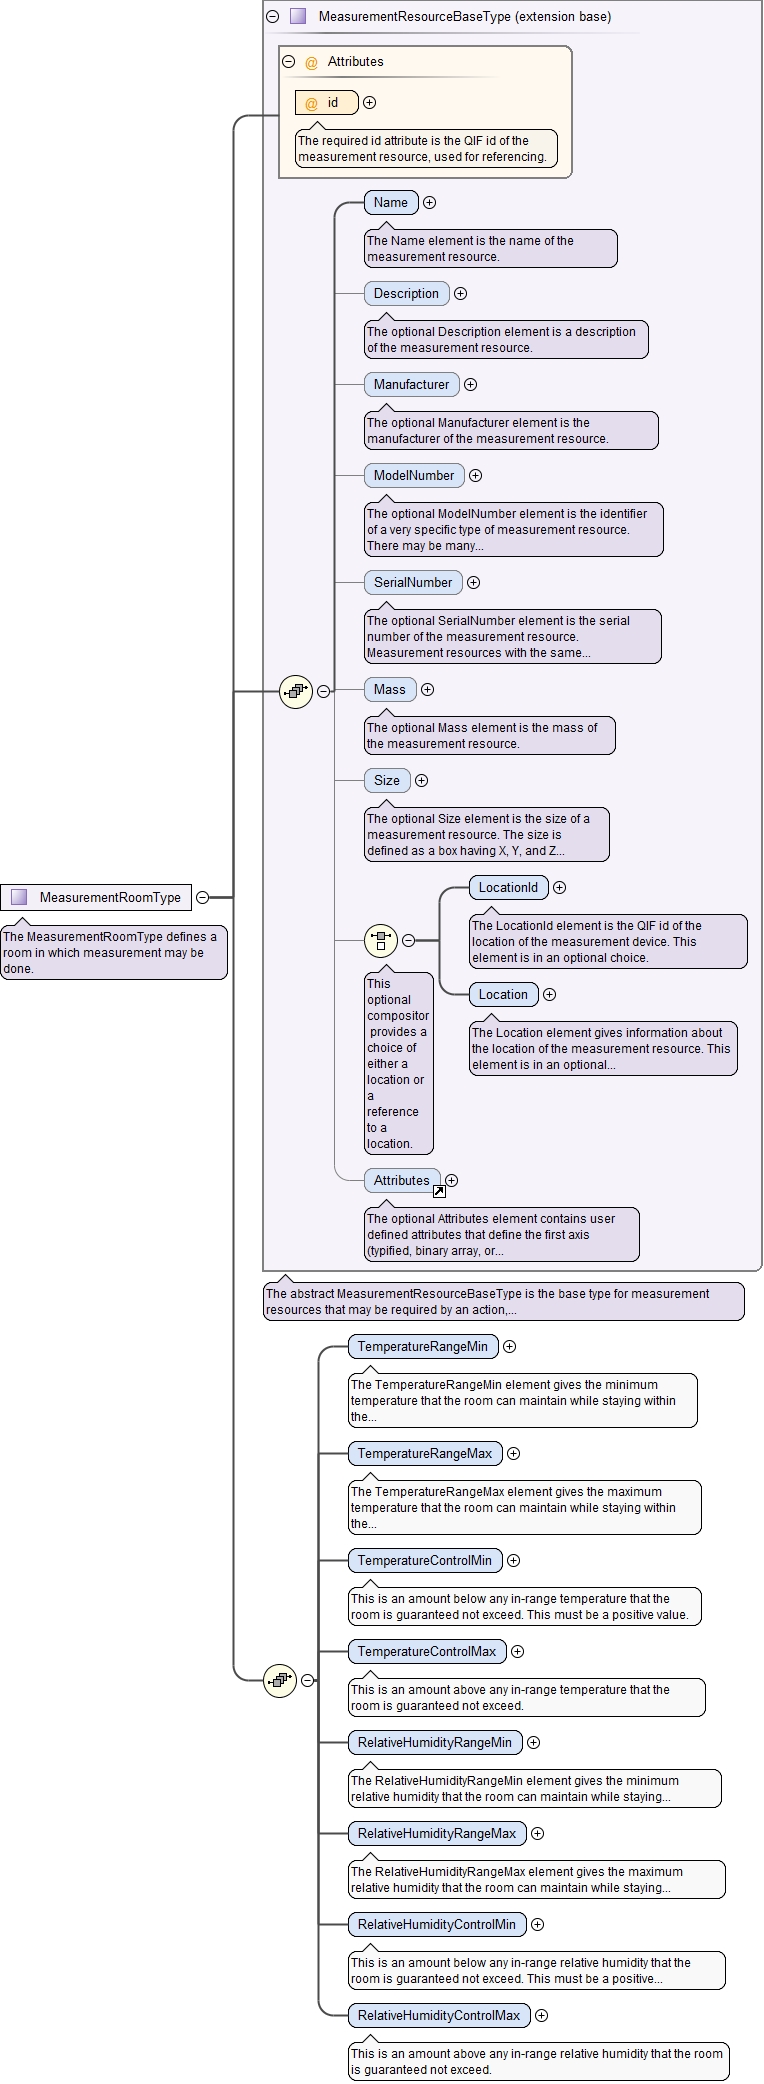 MeasurementResourceBaseType (extension base)
@ Attributes
@ id
The required id attribute is the QIF id of the
measurement resource, used for referencing.
Name
The Name element is the name of the
measurement resource.
Description
The optional Description element is a description
of the measurement resource.
Manufacturer
The optional Manufacturer element is the
manufacturer of the measurement resource.
ModelNumber
The optional ModelNumber element is the identifier
of a very specific type of measurement resource.
There may be many...
SerialNumber
The optional SerialNumber element is the serial
number of the measurement resource.
Measurement resources with the same...
Mass
The optional Mass element is the mass of
the measurement resource.
Size
The optional Size element is the size of a
measurement resource. The size is
defined as a box having X, Y, and Z...
MeasurementRoomType
The MeasurementRoomType defines a
room in which measurement may be
done.
LocationId
The LocationId element is the QIF id of the
location of the measurement device. This
element is in an optional choice.
This
optional
compositor
provides a
choice of
either a
location or
a
reference
to a
location.
Location
The Location element gives information about
the location of the measurement resource. This
element is in an optional...
Attributes
The optional Attributes element contains user
defined attributes that define the first axis
(typified, binary array, or...
The abstract MeasurementResourceBaseType is the base type for measurement
resources that may be required by an action,...
TemperatureRangeMin
The TemperatureRangeMin element gives the minimum
temperature that the room can maintain while staying within
the...
TemperatureRangeMax
The TemperatureRangeMax element gives the maximum
temperature that the room can maintain while staying within
the...
TemperatureControlMin
This is an amount below any in-range temperature that the
room is guaranteed not exceed. This must be a positive value.
TemperatureControlMax
This is an amount above any in-range temperature that the
room is guaranteed not exceed.
RelativeHumidityRangeMin
The RelativeHumidityRangeMin element gives the minimum
relative humidity that the room can maintain while staying...
RelativeHumidityRangeMax
The RelativeHumidityRangeMax element gives the maximum
relative humidity that the room can maintain while staying...
RelativeHumidityControlMin
This is an amount below any in-range relative humidity that the
room is guaranteed not exceed. This must be a positive...
RelativeHumidityControlMax
This is an amount above any in-range relative humidity that the room
is guaranteed not exceed.